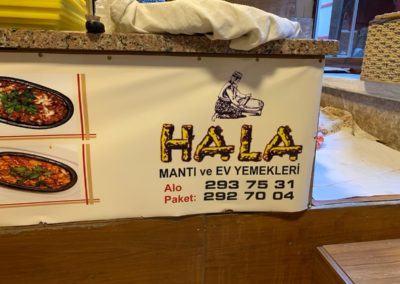 HALA
MANTI ve EV YEMEKLERİ
Alo 293 75 31
Paket: 292 70 04